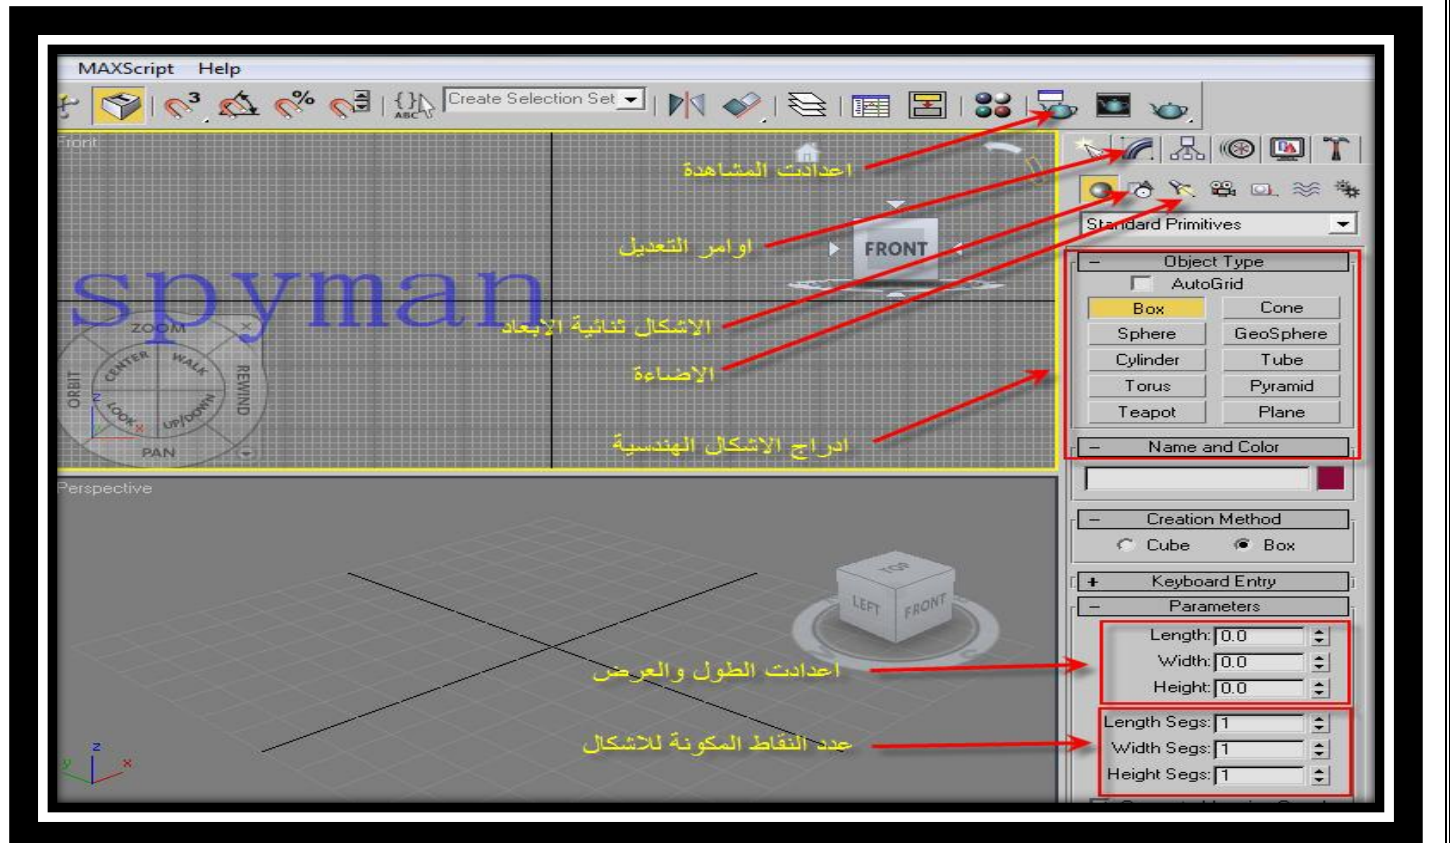 MAXScript Help
3
%
{}
ABC
Create Selection Set
Front
اعدادت المشاهدة
Standard Primitives
اوامر التعديل
FRONT
Object Type
AutoGrid
spyman
Box Cone
الاشكال ثنائية الابعاد
Sphere GeoSphere
ZOOM
CENTER WALK
ORBIT REWIND
LOOK UP/DOWN
PAN
z
x
الاضاءة
Cylinder Tube
Torus Pyramid
Teapot Plane
ادراج الاشكال الهندسية
Name and Color
Perspective
Creation Method
Cube Box
TOP
LEFT FRONT
S
Keyboard Entry
Parameters
Length: 0.0
Width: 0.0
Height: 0.0
اعدادت الطول والعرض
Length Segs: 1
Width Segs: 1
Height Segs: 1
عدد النقاط المكونة للاشكال
z
y x